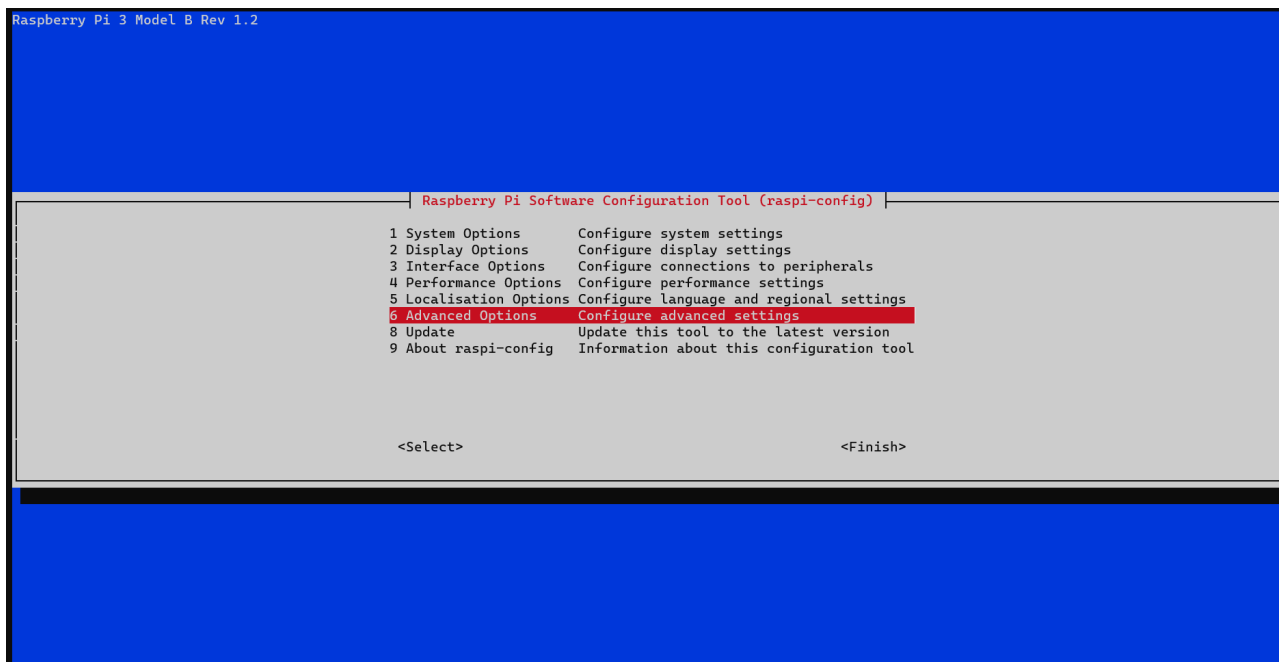 Raspberry Pi 3 Model B Rev 1.2
Raspberry Pi Software Configuration Tool (raspi-config)
1 System Options Configure system settings
2 Display Options Configure display settings
3 Interface Options Configure connections to peripherals
4 Performance Options Configure performance settings
5 Localisation Options Configure language and regional settings
6 Advanced Options Configure advanced settings
8 Update Update this tool to the latest version
9 About raspi-config Information about this configuration tool
<Select> <Finish>